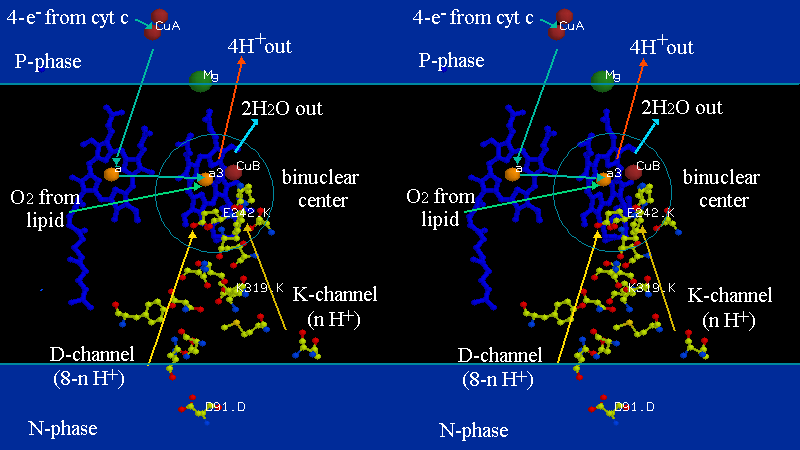 4-e- from cyt c
CuA
P-phase
4H+ out
Mg
2H2O out
a
a3
CuB
O2 from
lipid
binuclear
center
E242.K
K319.K
K-channel
(n H+)
D-channel
(8-n H+)
D91.D
N-phase
4-e- from cyt c
CuA
P-phase
4H+ out
Mg
2H2O out
a
a3
CuB
O2 from
lipid
binuclear
center
E242.K
K319.K
K-channel
(n H+)
D-channel
(8-n H+)
D91.D
N-phase